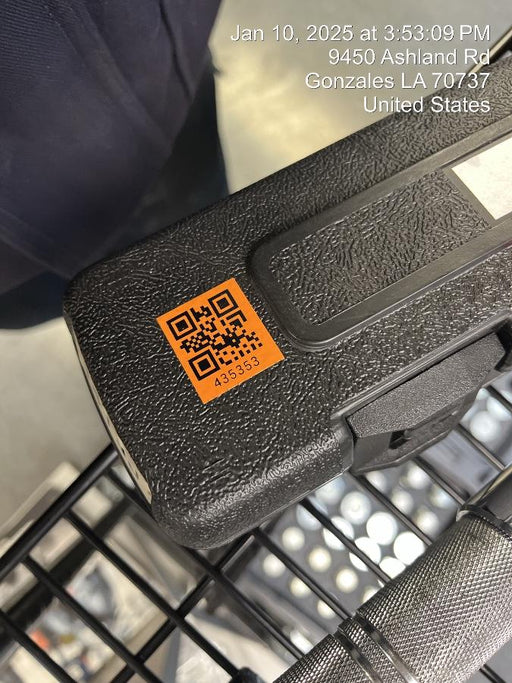 Jan 10, 2025 at 3:53:09 PM
9450 Ashland Rd
Gonzales LA 70737
United States
435353